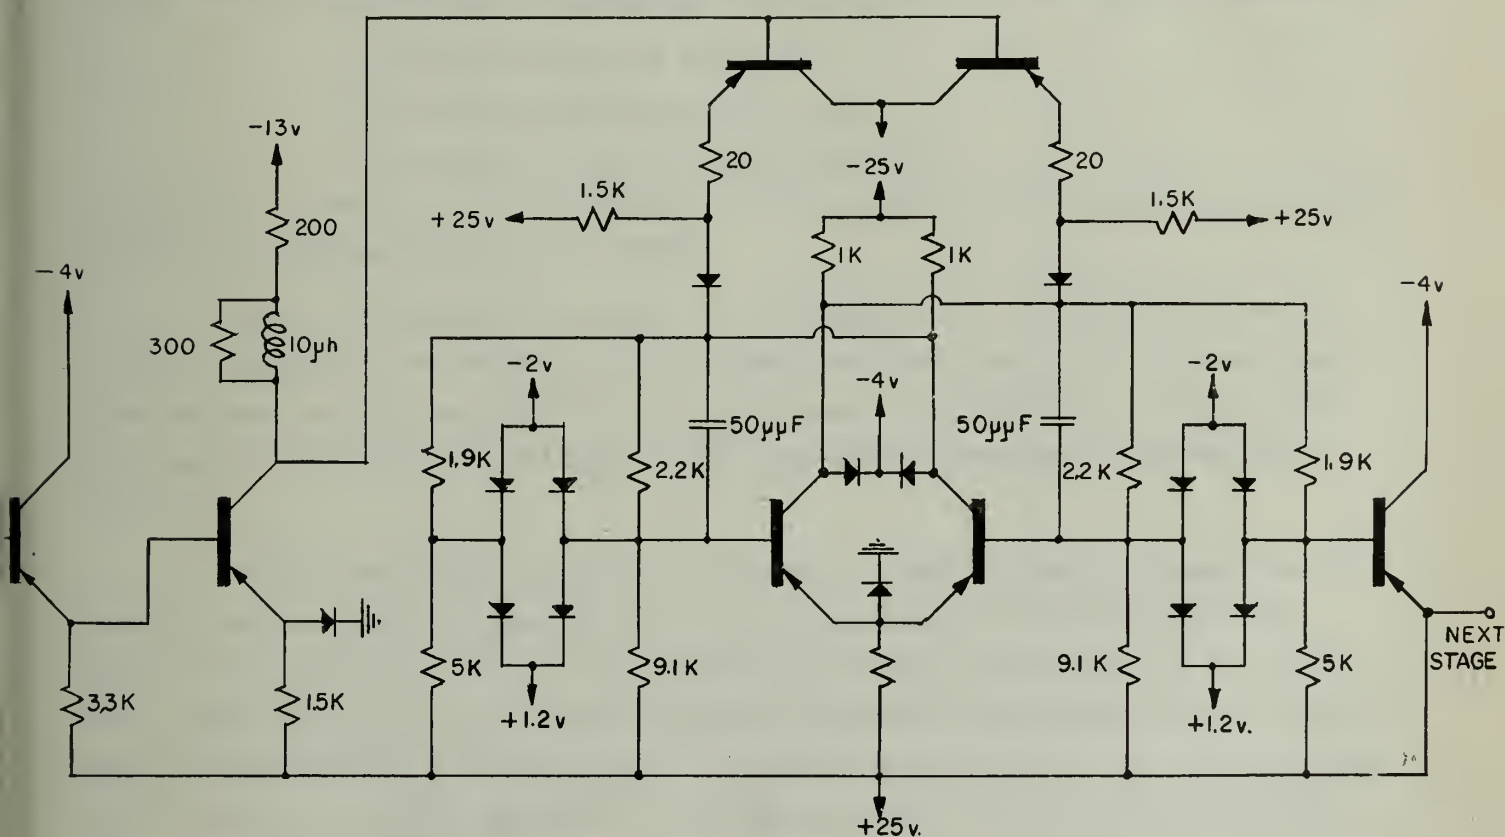 -13v
200
-4v
300
10µh
3,3K
1.5K
20
20
-25v
1.5K
+25v
1.5K
+25v
1K
1K
-4v
-2v
-4v
-2v
50µµF
50µµF
1.9K
2.2K
2.2K
1.9K
5K
9.1K
9.1 K
5K
+1.2v
+1.2v.
NEXT
STAGE
+25v.